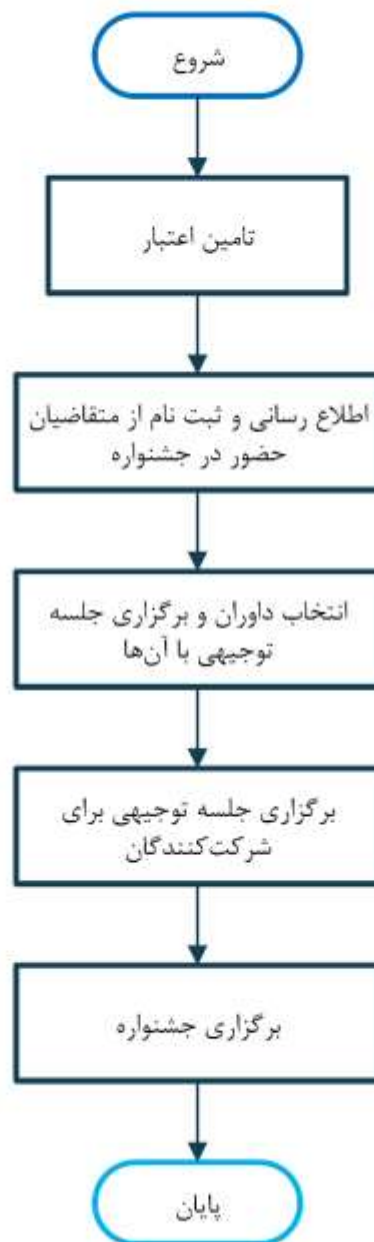 شروع
تامین اعتبار
اطلاع رسانی و ثبت نام از متقاضیان
حضور در جشنواره
انتخاب داوران و برگزاری جلسه
توجیهی با آن‌ها
برگزاری جلسه توجیهی برای
شرکت‌کنندگان
برگزاری جشنواره
پایان